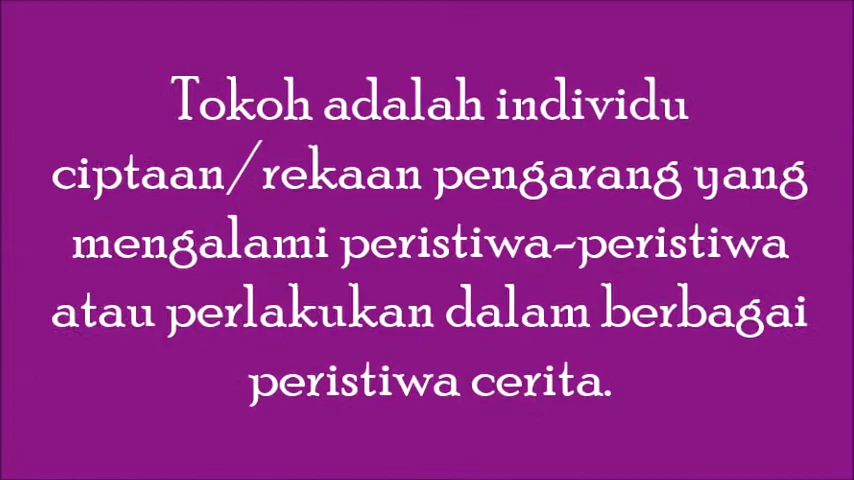 Tokoh adalah individu
ciptaan/rekaan pengarang yang
mengalami peristiwa-peristiwa
atau perlakukan dalam berbagai
peristiwa cerita.